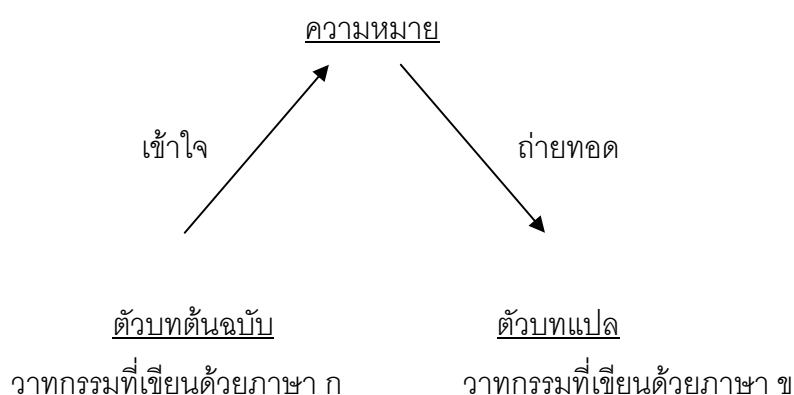 ความหมาย
เข้าใจ ถ่ายทอด
ตัวบทต้นฉบับ ตัวบทแปล
วาทกรรมที่เขียนด้วยภาษา ก วาทกรรมที่เขียนด้วยภาษา ข